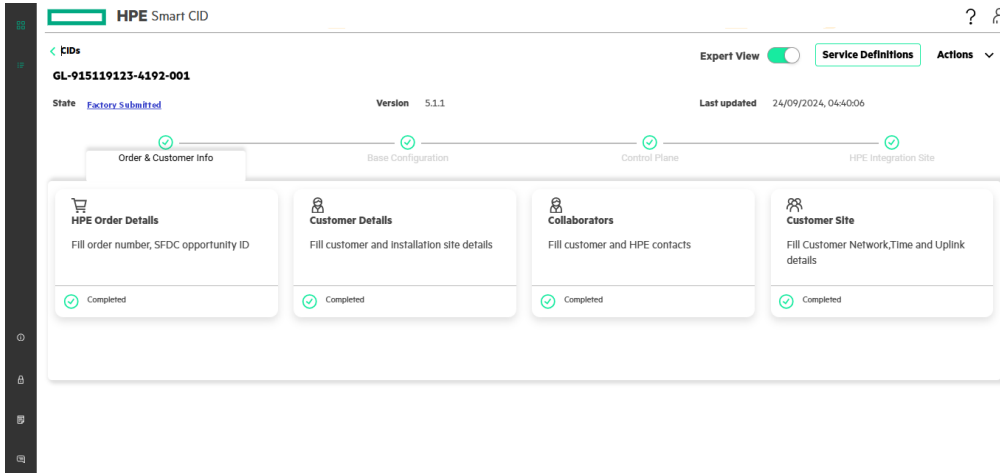 HPE Smart CID
?
CIDs
Expert View
Service Definitions
Actions
GL-915119123-4192-001
State Factory Submitted
Version 5.1.1
Last updated 24/09/2024, 04:40:06
Order & Customer Info
Base Configuration
Control Plane
HPE Integration Site
HPE Order Details
Fill order number, SFDC opportunity ID
Completed
Customer Details
Fill customer and installation site details
Completed
Collaborators
Fill customer and HPE contacts
Completed
Customer Site
Fill Customer Network,Time and Uplink
details
Completed